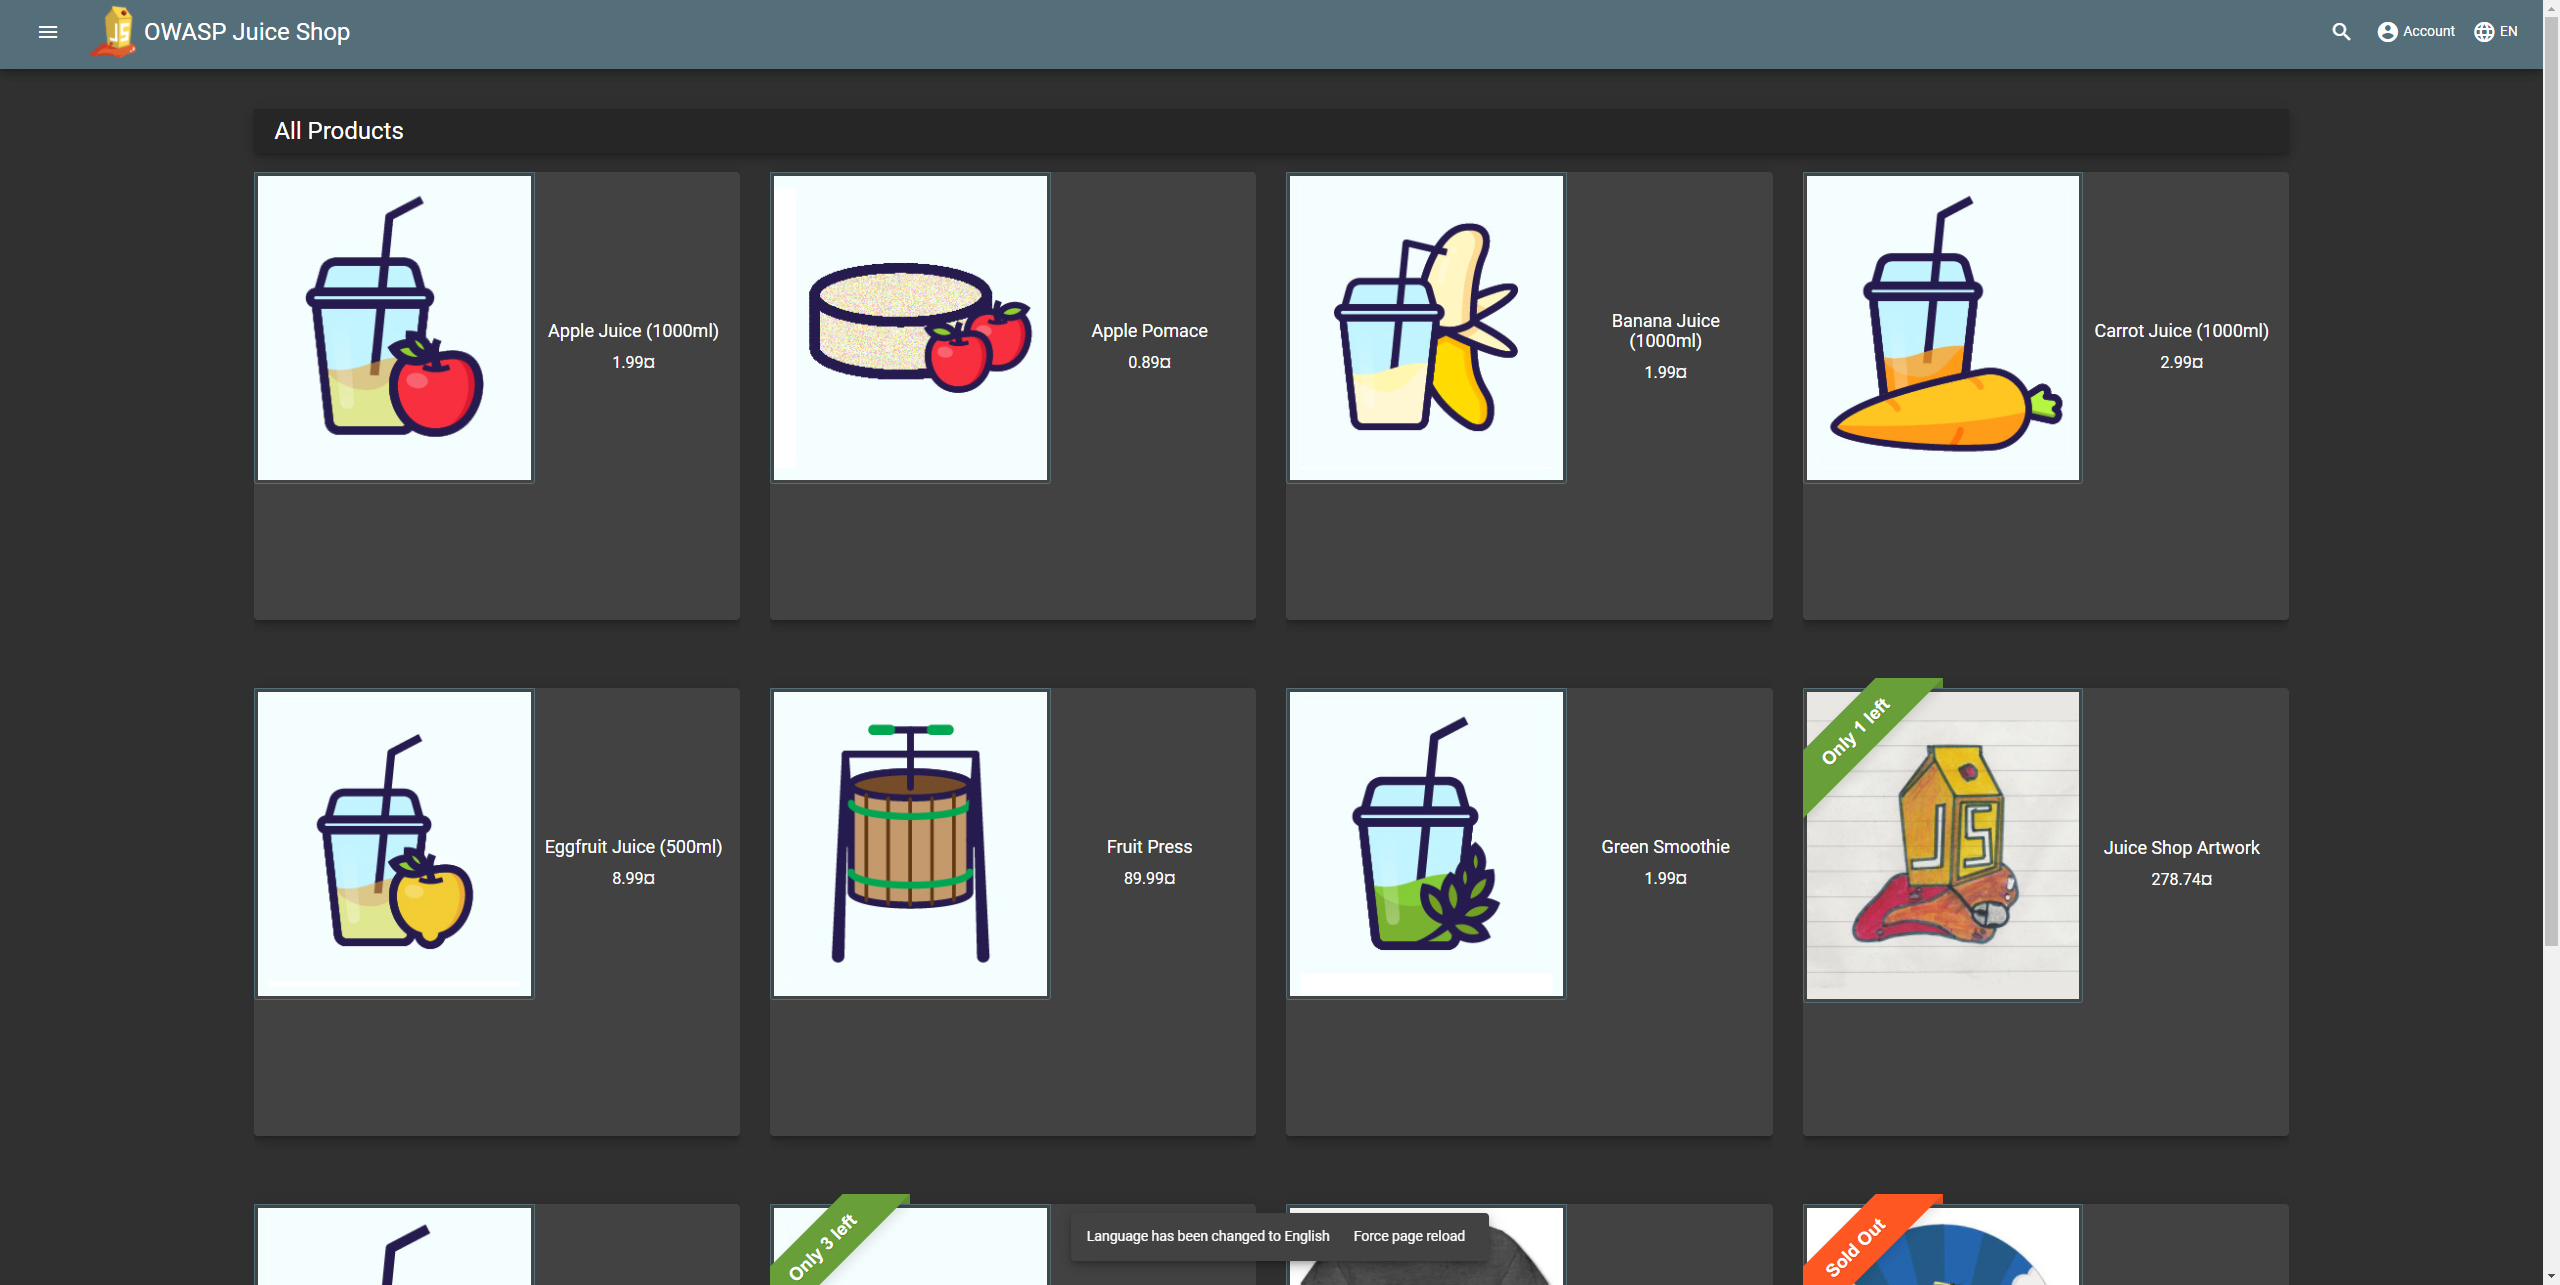 OWASP Juice Shop
Account
EN
All Products
Apple Juice (1000ml)
1.99¤
Apple Pomace
0.89¤
Banana Juice
(1000ml)
1.99¤
Carrot Juice (1000ml)
2.99¤
Eggfruit Juice (500ml)
8.99¤
Fruit Press
89.99¤
Green Smoothie
1.99¤
Only 1 left
JS
Juice Shop Artwork
278.74¤
Only 3 left
Language has been changed to English
Force page reload
Sold Out